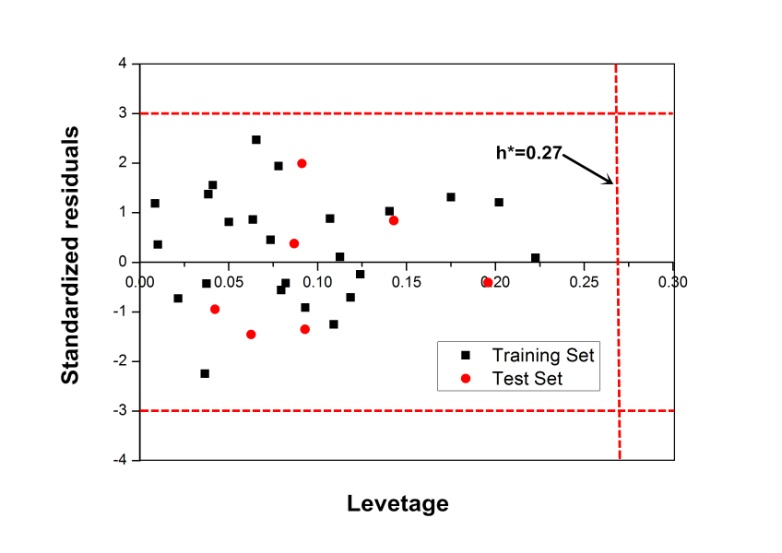 4
3
2
1
0
-1
-2
-3
-4
0.00 0.05 0.10 0.15 0.20 0.25 0.30
h*=0.27
Training Set
Test Set
Standardized residuals
Levetage